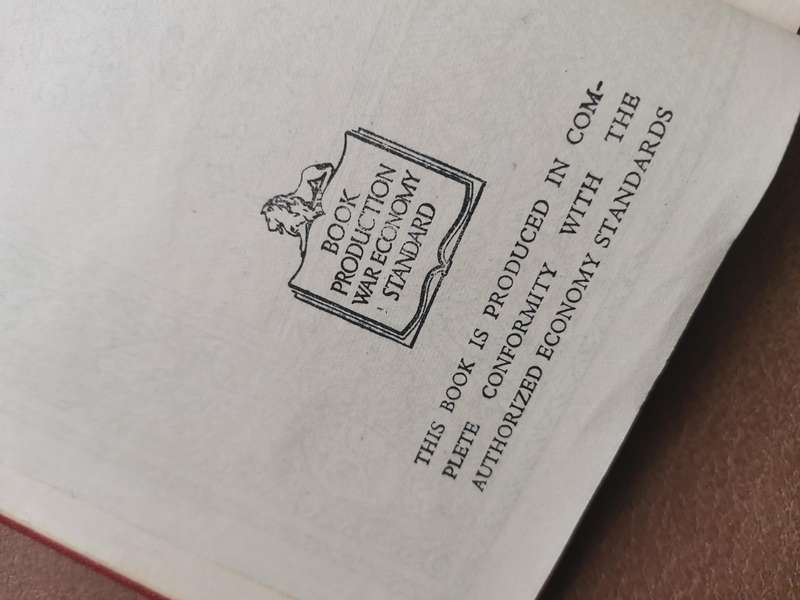 BOOK
PRODUCTION
WAR ECONOMY
STANDARD
THIS BOOK IS PRODUCED IN COM-
PLETE CONFORMITY WITH THE
AUTHORIZED ECONOMY STANDARDS